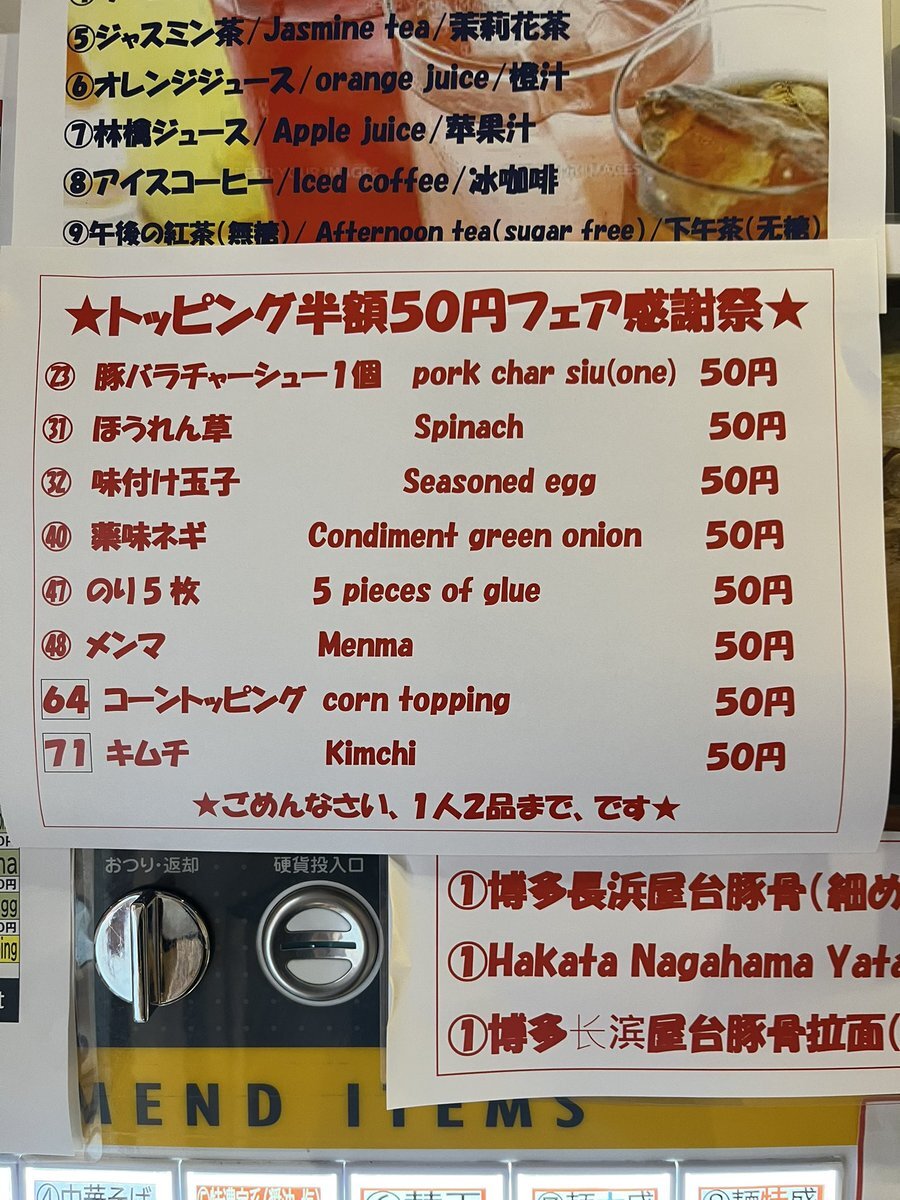 ⑤ジャスミン茶/Jasmine tea/茉莉花茶
⑥オレンジジュース/orange juice/橙汁
⑦林檎ジュース/Apple juice/苹果汁
⑧アイスコーヒー/Iced coffee/冰咖啡
⑨午後の紅茶(無糖)/ Afternoon tea(sugar free)/下午茶(无糖)
★トッピング半額50円フェア感謝祭★
㉓ 豚バラチャーシュー1個 pork char siu(one) 50円
㉛ ほうれん草 Spinach 50円
㉜ 味付け玉子 Seasoned egg 50円
㊵ 薬味ネギ Condiment green onion 50円
㊼ のり5枚 5 pieces of glue 50円
㊽ メンマ Menma 50円
64 コーントッピング corn topping 50円
71 キムチ Kimchi 50円
★ごめんなさい、1人2品まで、です★
おつり・返却 硬貨投入口
①博多長浜屋台豚骨(細め
①Hakata Nagahama Yata
①博多长滨屋台豚骨拉面(
MEND ITEMS
④中華そば